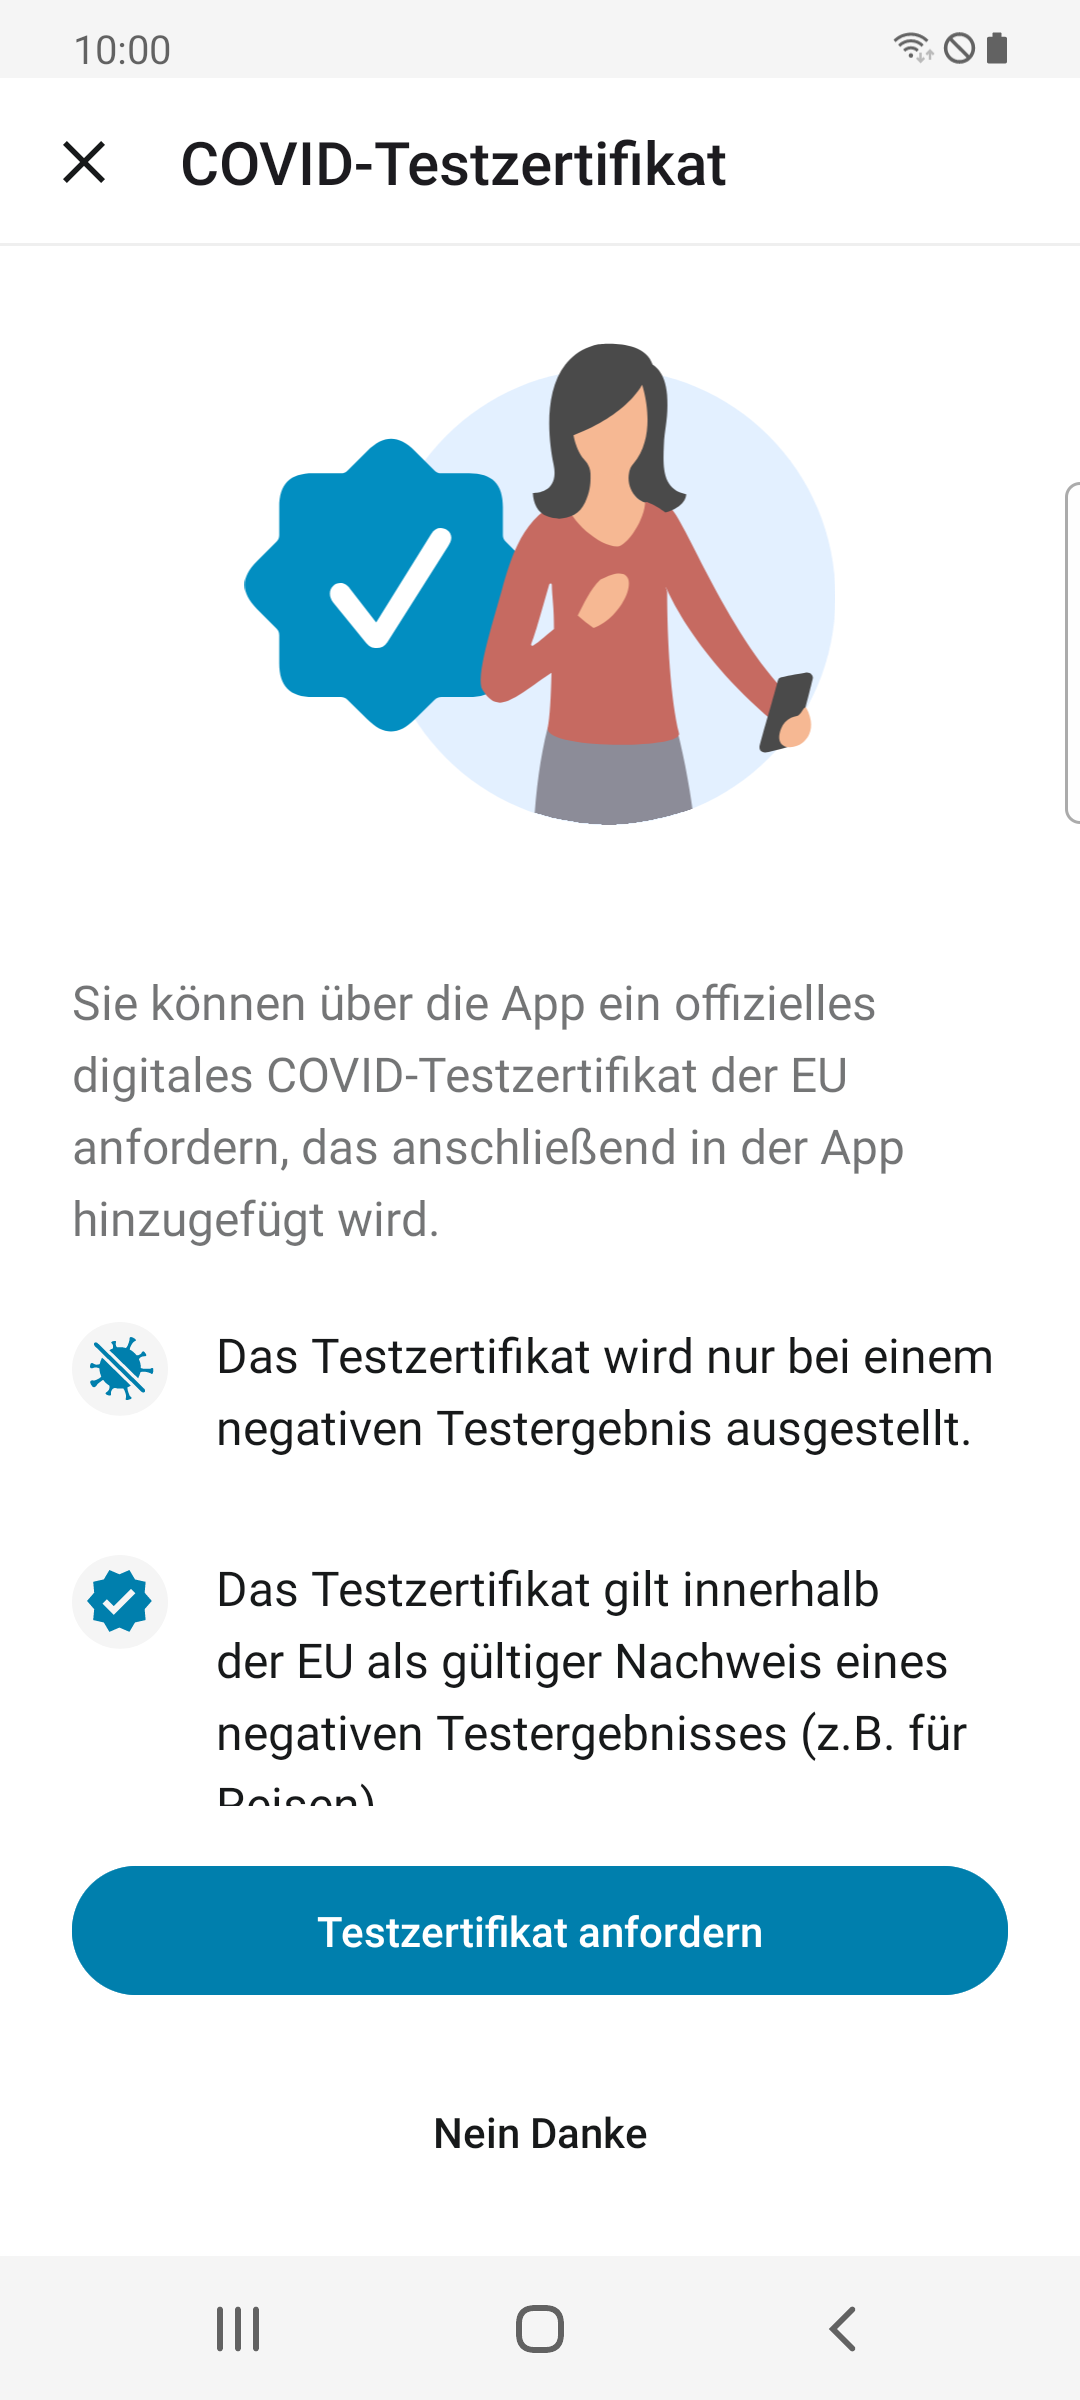 10:00
COVID-Testzertifikat
Sie können über die App ein offizielles
digitales COVID-Testzertifikat der EU
anfordern, das anschließend in der App
hinzugefügt wird.
Das Testzertifikat wird nur bei einem
negativen Testergebnis ausgestellt.
Das Testzertifikat gilt innerhalb
der EU als gültiger Nachweis eines
negativen Testergebnisses (z.B. für
Reisen)
Testzertifikat anfordern
Nein Danke